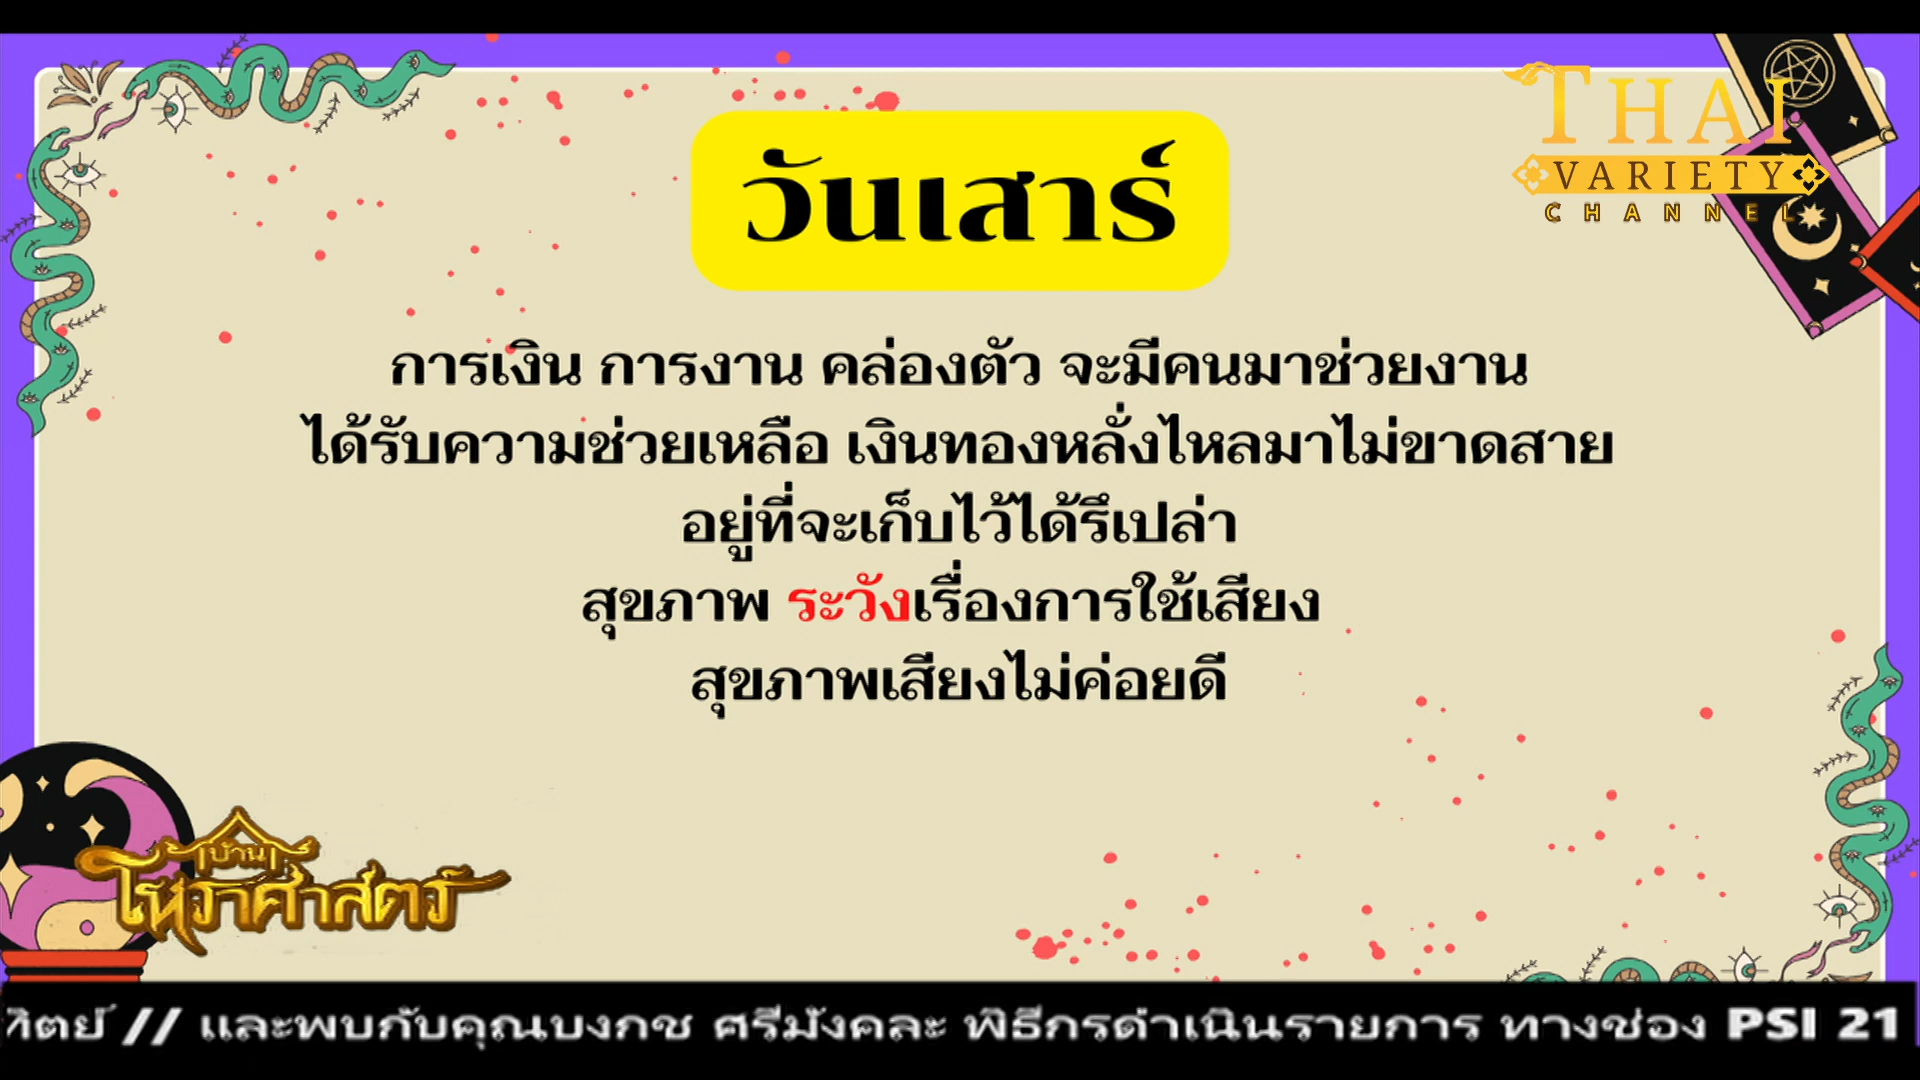 THAI
VARIETY
CHANNEL
วันเสาร์
การเงิน การงาน คล่องตัว จะมีคนมาช่วยงาน
ได้รับความช่วยเหลือ เงินทองหลั่งไหลมาไม่ขาดสาย
อยู่ที่จะเก็บไว้ได้รึเปล่า
สุขภาพ ระวังเรื่องการใช้เสียง
สุขภาพเสียงไม่ค่อยดี
บ้าน
โหราศาสตร์
ทิตย์ // และพบกับคุณบงกช ศรีมังคละ พิธีกรดำเนินรายการ ทางช่อง PSI 21